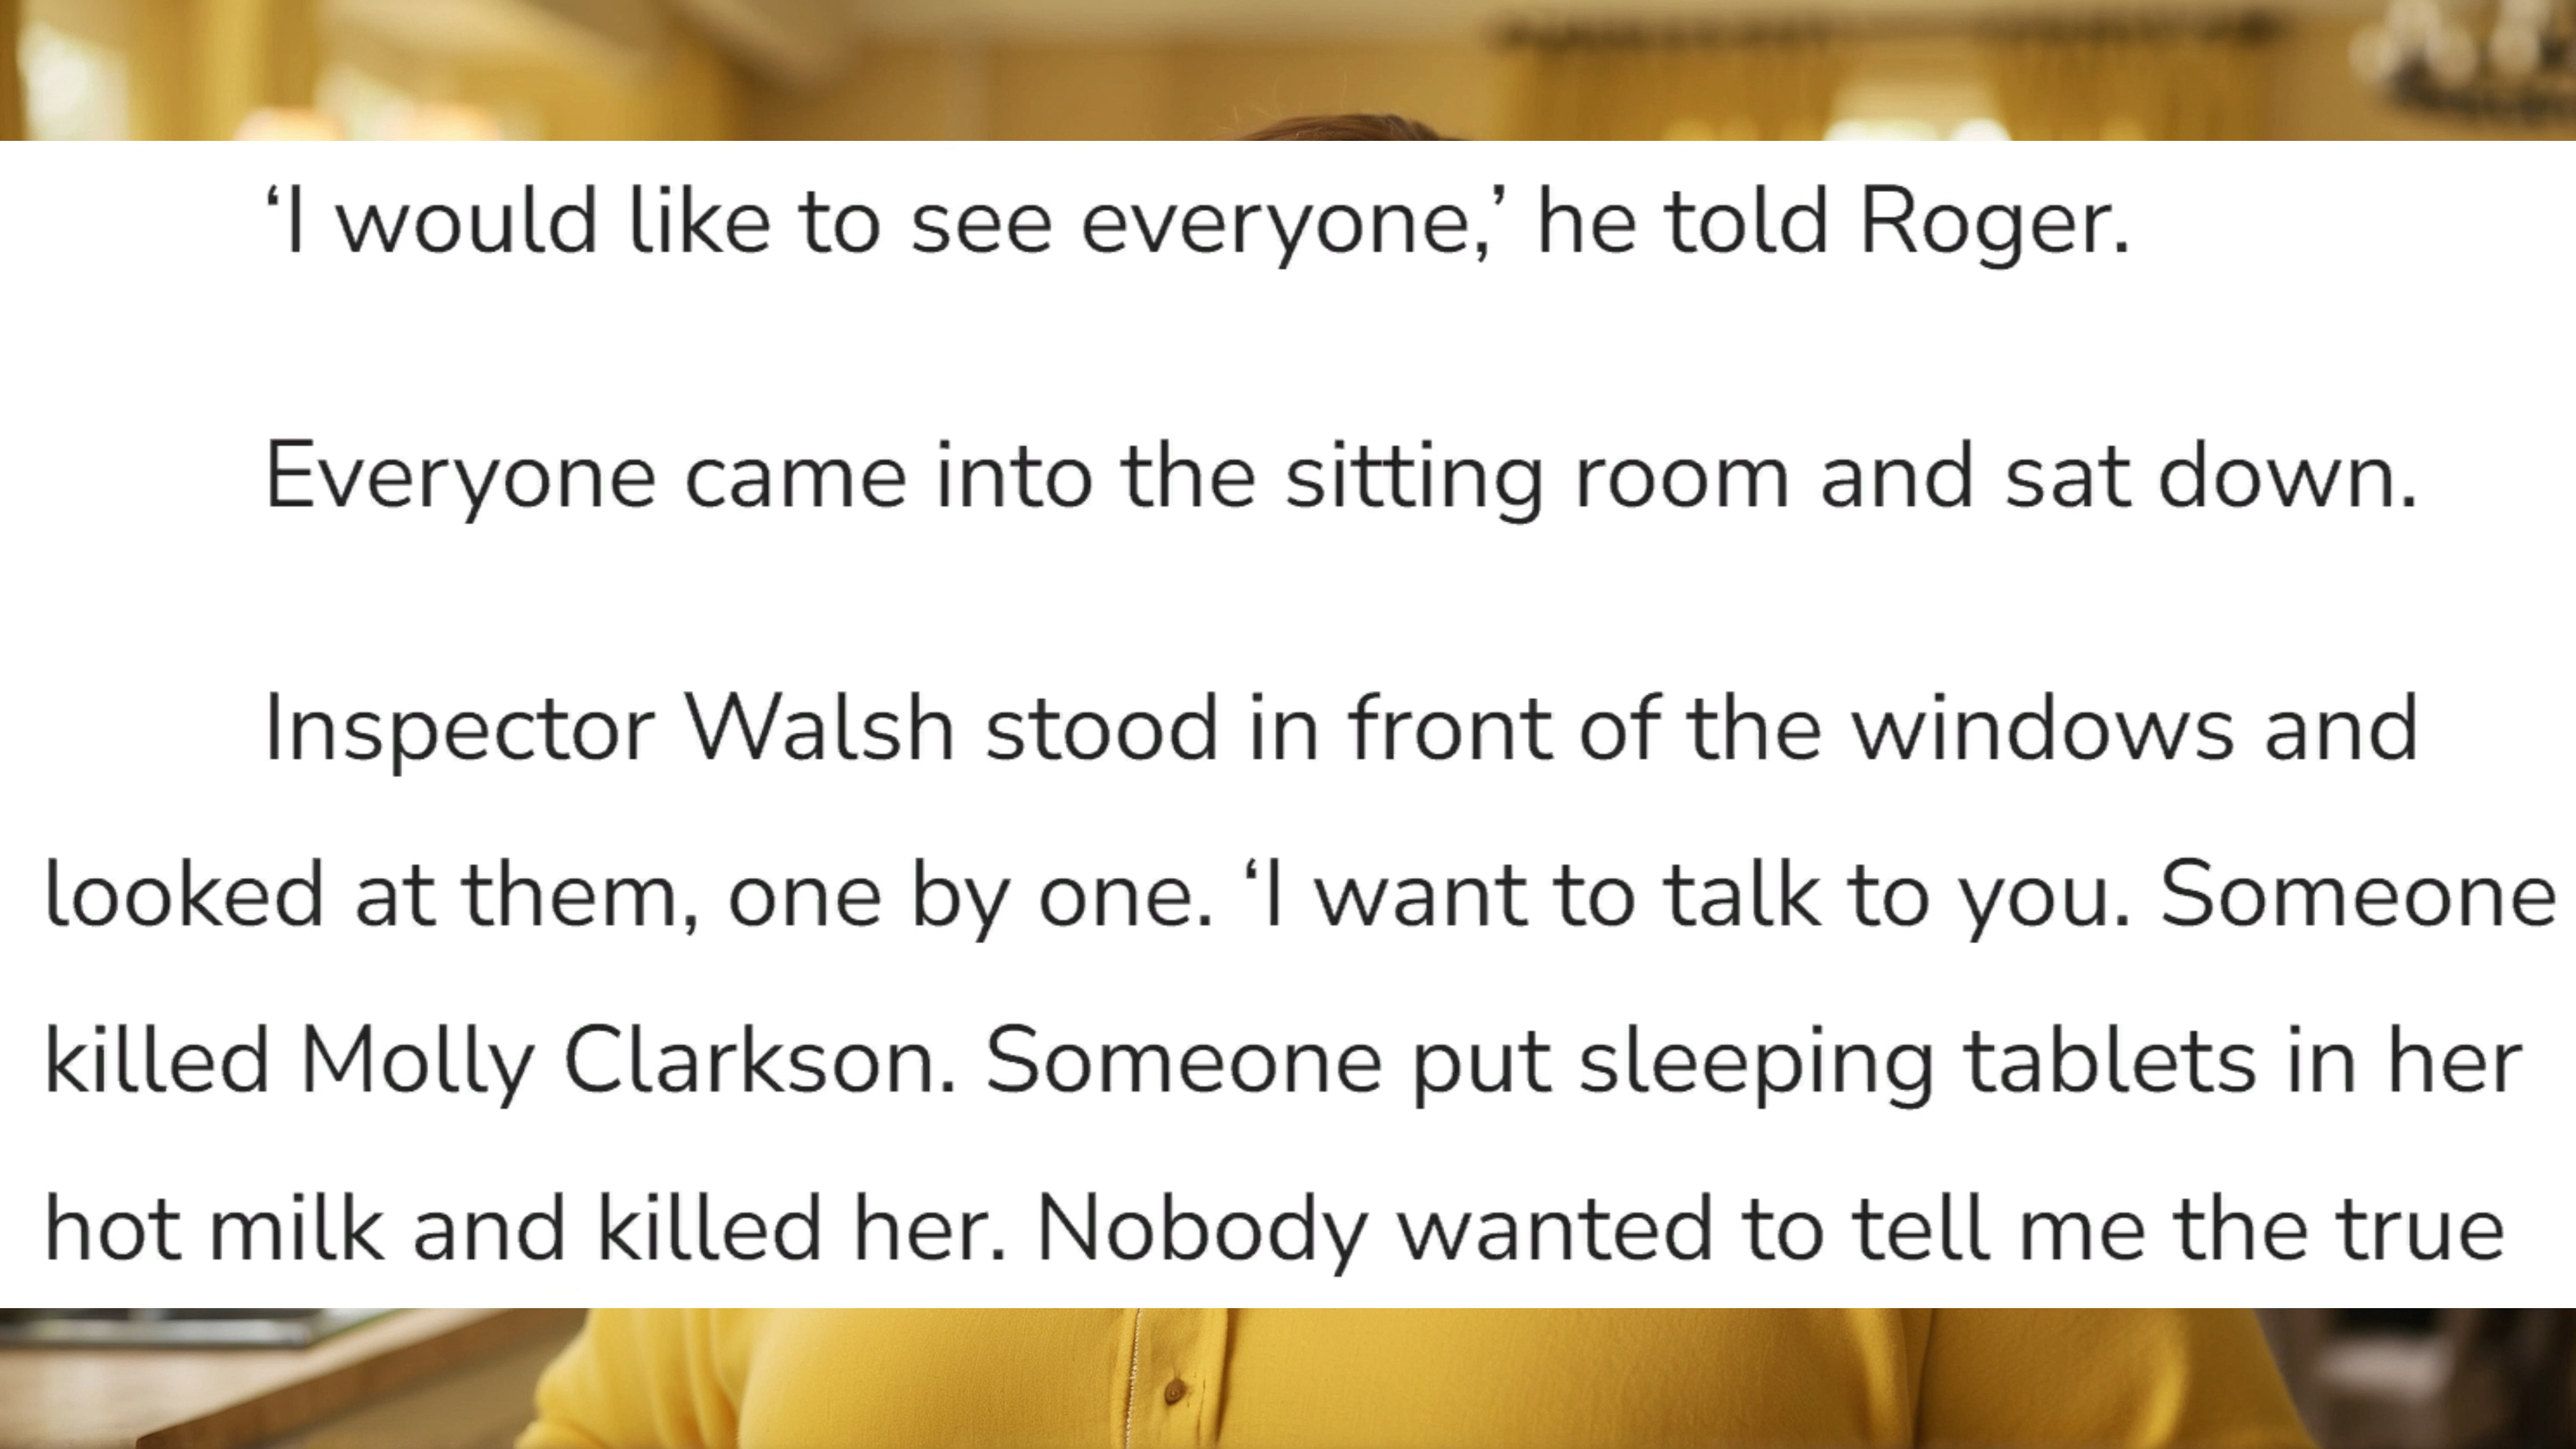 ‘I would like to see everyone,’ he told Roger.
Everyone came into the sitting room and sat down.
Inspector Walsh stood in front of the windows and
looked at them, one by one. ‘I want to talk to you. Someone
killed Molly Clarkson. Someone put sleeping tablets in her
hot milk and killed her. Nobody wanted to tell me the true